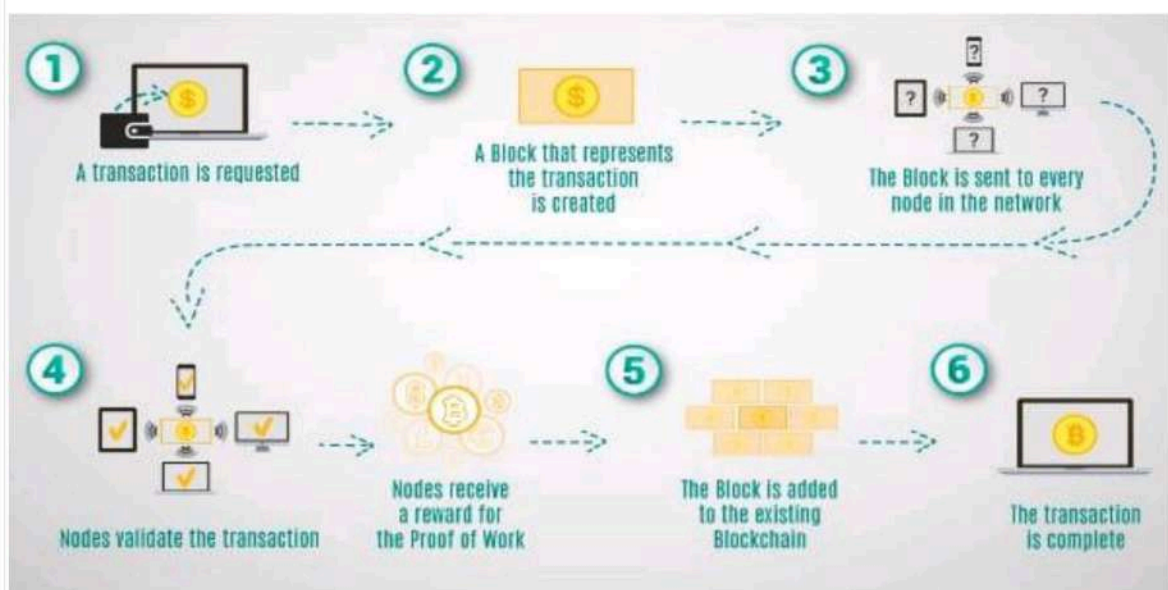 1
A transaction is requested
2
A Block that represents
the transaction
is created
3
?
?
?
?
The Block is sent to every
node in the network
4
Nodes validate the transaction
Nodes receive
a reward for
the Proof of Work
5
The Block is added
to the existing
Blockchain
6
The transaction
is complete